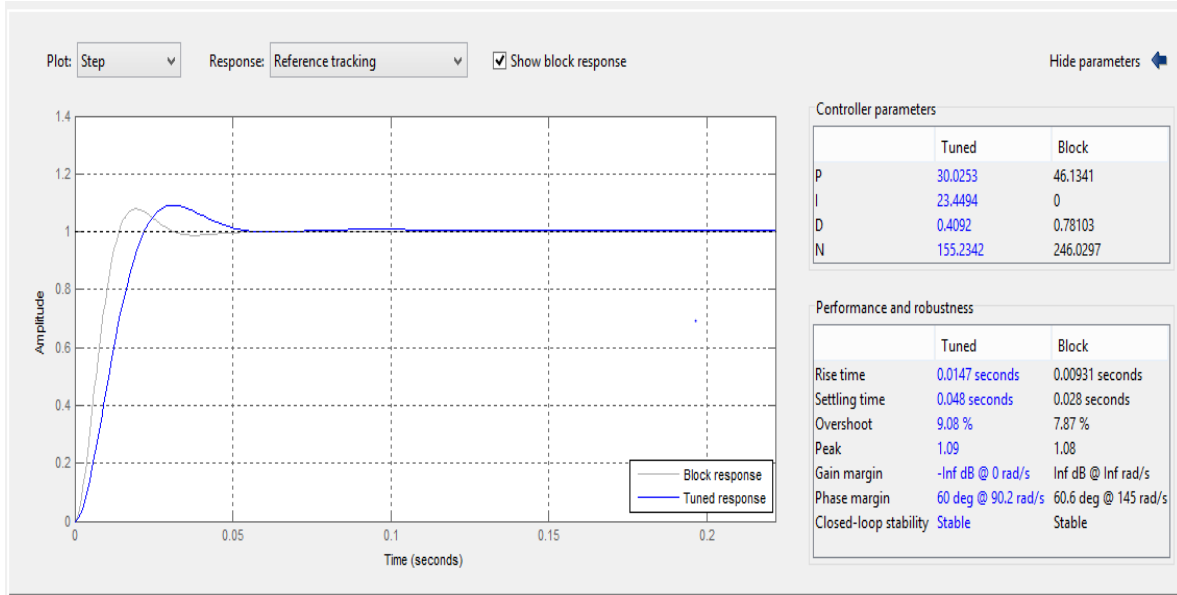 Plot: Step Response: Reference tracking Show block response Hide parameters
1.4
1.2
1
0.8
0.6
0.4
0.2
0
Amplitude
0 0.05 0.1 0.15 0.2
Time (seconds)
Block response
Tuned response
Controller parameters
Tuned Block
P 30.0253 46.1341
I 23.4494 0
D 0.4092 0.78103
N 155.2342 246.0297
Performance and robustness
Tuned Block
Rise time 0.0147 seconds 0.00931 seconds
Settling time 0.048 seconds 0.028 seconds
Overshoot 9.08 % 7.87 %
Peak 1.09 1.08
Gain margin -Inf dB @ 0 rad/s Inf dB @ Inf rad/s
Phase margin 60 deg @ 90.2 rad/s 60.6 deg @ 145 rad/s
Closed-loop stability Stable Stable